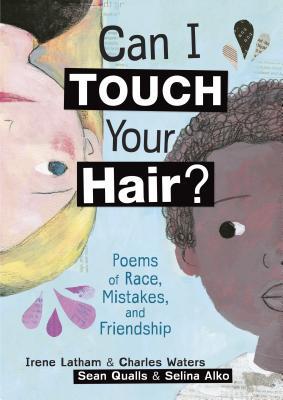 Can I
TOUCH
Your
Hair?
Poems
of Race,
Mistakes,
and
Friendship
Irene Latham & Charles Waters
Sean Qualls & Selina Alko